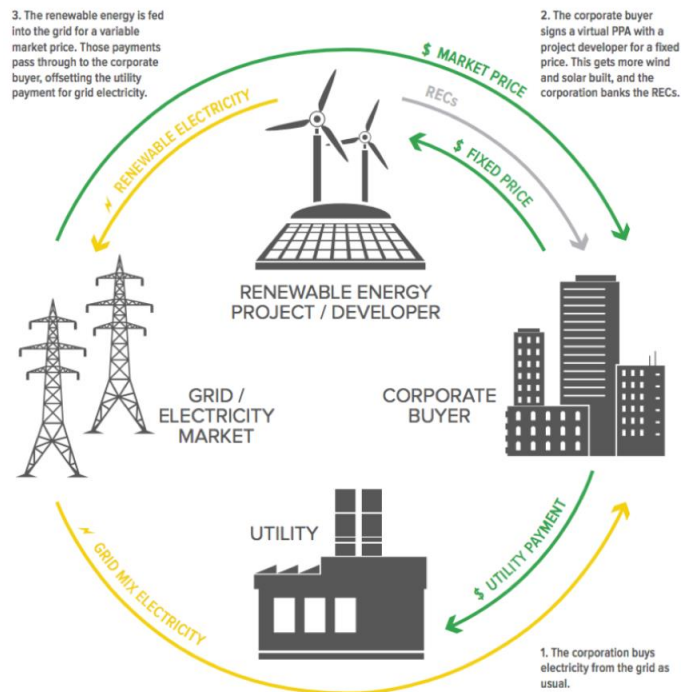 3. The renewable energy is fed
into the grid for a variable
market price. Those payments
pass through to the corporate
buyer, offsetting the utility
payment for grid electricity.
2. The corporate buyer
signs a virtual PPA with a
project developer for a fixed
price. This gets more wind
and solar built, and the
corporation banks the RECs.
$ MARKET PRICE
RECs
$ FIXED PRICE
RENEWABLE ELECTRICITY
RENEWABLE ENERGY
PROJECT / DEVELOPER
GRID /
ELECTRICITY
MARKET
CORPORATE
BUYER
UTILITY
$ UTILITY PAYMENT
GRID MIX ELECTRICITY
1. The corporation buys
electricity from the grid as
usual.